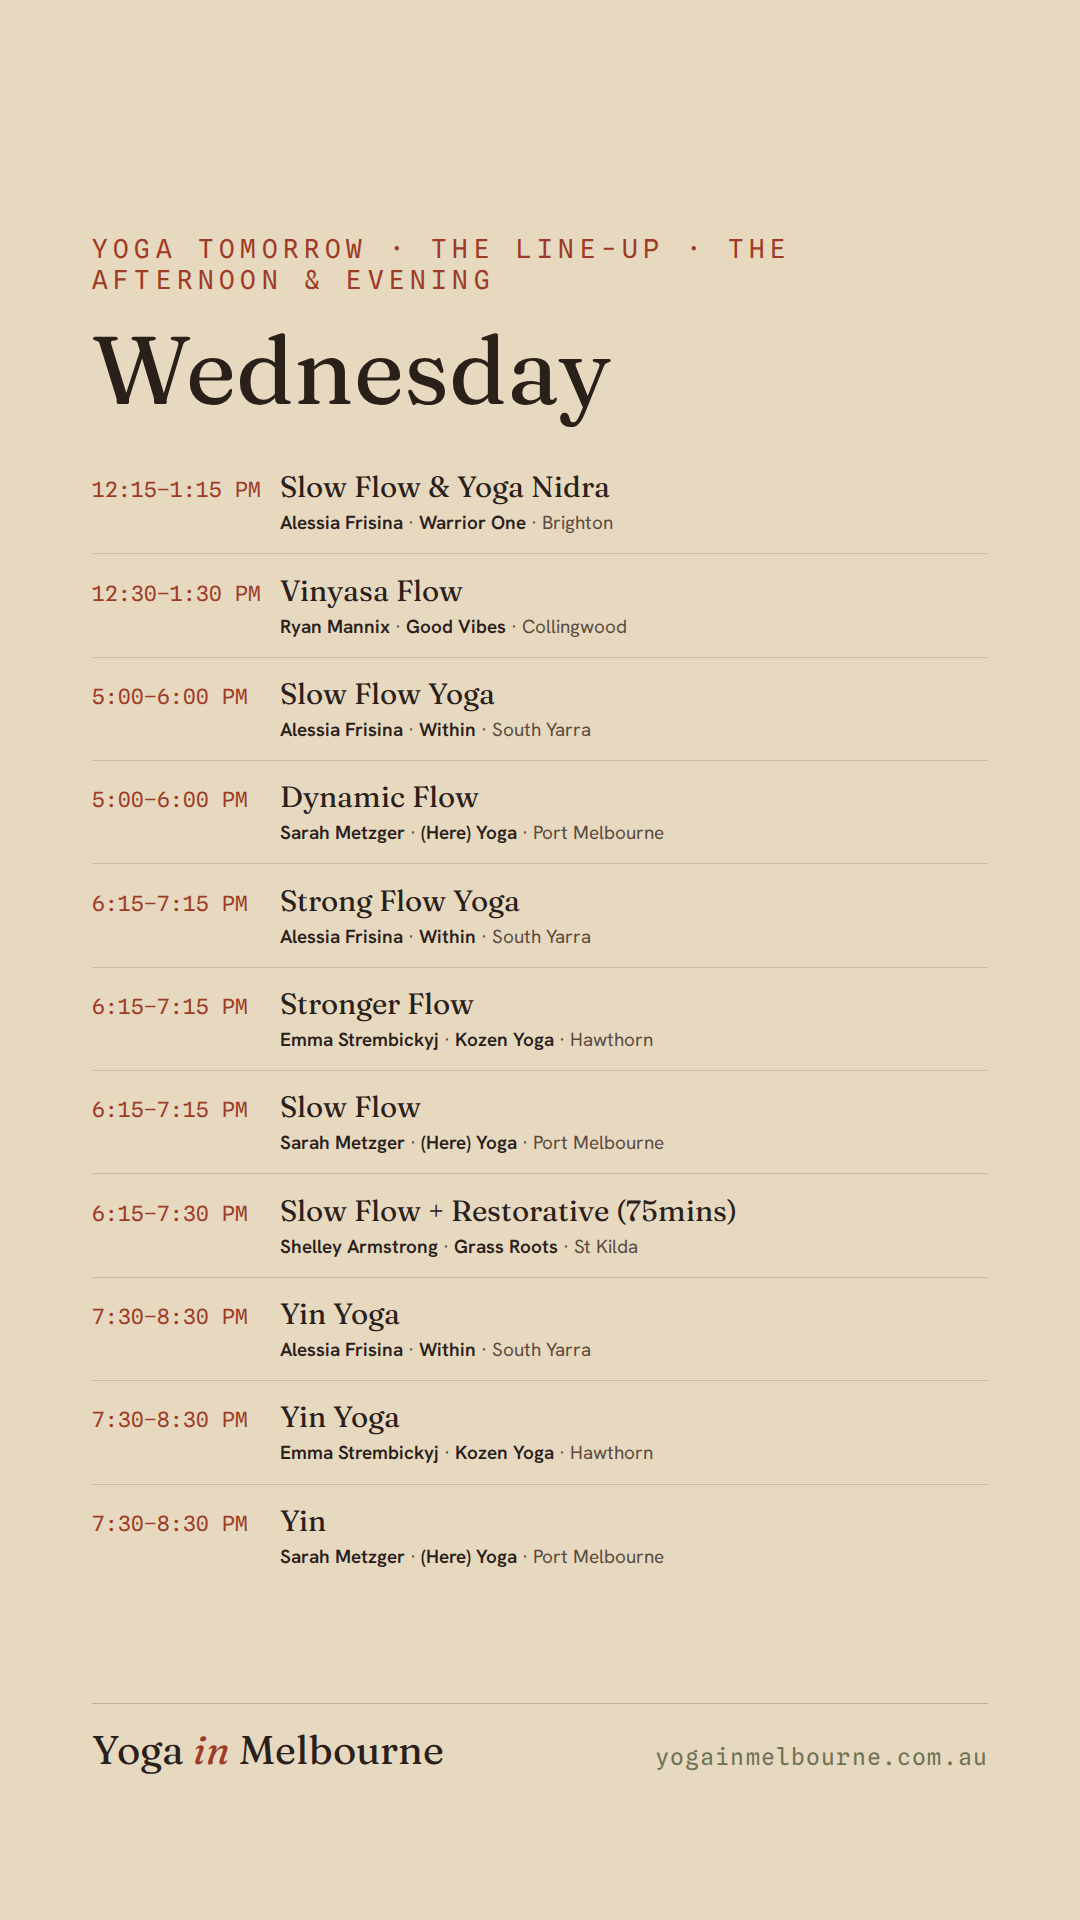 YOGA TOMORROW · THE LINE-UP · THE
AFTERNOON & EVENING
Wednesday
12:15–1:15 PM Slow Flow & Yoga Nidra
Alessia Frisina · Warrior One · Brighton
12:30–1:30 PM Vinyasa Flow
Ryan Mannix · Good Vibes · Collingwood
5:00–6:00 PM Slow Flow Yoga
Alessia Frisina · Within · South Yarra
5:00–6:00 PM Dynamic Flow
Sarah Metzger · (Here) Yoga · Port Melbourne
6:15–7:15 PM Strong Flow Yoga
Alessia Frisina · Within · South Yarra
6:15–7:15 PM Stronger Flow
Emma Strembickyj · Kozen Yoga · Hawthorn
6:15–7:15 PM Slow Flow
Sarah Metzger · (Here) Yoga · Port Melbourne
6:15–7:30 PM Slow Flow + Restorative (75mins)
Shelley Armstrong · Grass Roots · St Kilda
7:30–8:30 PM Yin Yoga
Alessia Frisina · Within · South Yarra
7:30–8:30 PM Yin Yoga
Emma Strembickyj · Kozen Yoga · Hawthorn
7:30–8:30 PM Yin
Sarah Metzger · (Here) Yoga · Port Melbourne
Yoga in Melbourne yogainmelbourne.com.au